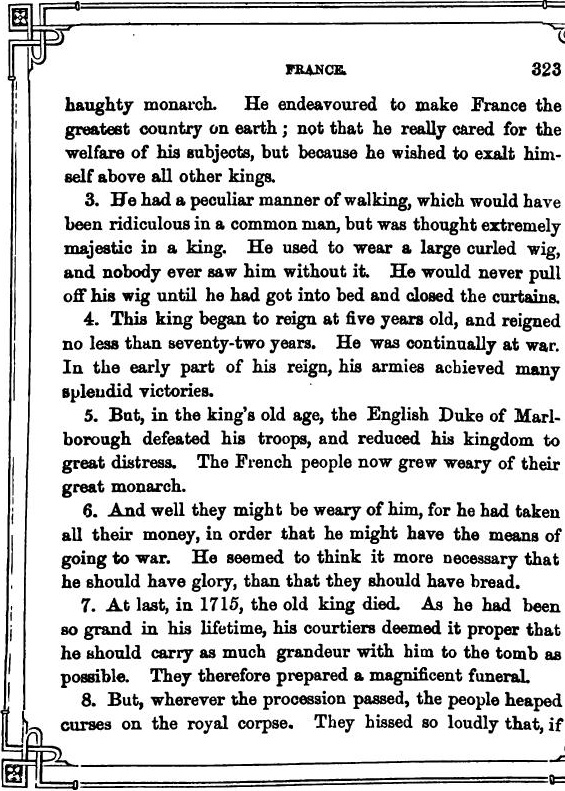 FRANCE.
323
haughty monarch. He endeavoured to make France the
greatest country on earth; not that he really cared for the
welfare of his subjects, but because he wished to exalt him-
self above all other kings.
3. He had a peculiar manner of walking, which would have
been ridiculous in a common man, but was thought extremely
majestic in a king. He used to wear a large curled wig,
and nobody ever saw him without it. He would never pull
off his wig until he had got into bed and closed the curtains.
4. This king began to reign at five years old, and reigned
no less than seventy-two years. He was continually at war.
In the early part of his reign, his armies achieved many
splendid victories.
5. But, in the king's old age, the English Duke of Marl-
borough defeated his troops, and reduced his kingdom to
great distress. The French people now grew weary of their
great monarch.
6. And well they might be weary of him, for he had taken
all their money, in order that he might have the means of
going to war. He seemed to think it more necessary that
he should have glory, than that they should have bread.
7. At last, in 1715, the old king died. As he had been
so grand in his lifetime, his courtiers deemed it proper that
he should carry as much grandeur with him to the tomb as
possible. They therefore prepared a magnificent funeral.
8. But, wherever the procession passed, the people heaped
curses on the royal corpse. They hissed so loudly that, if